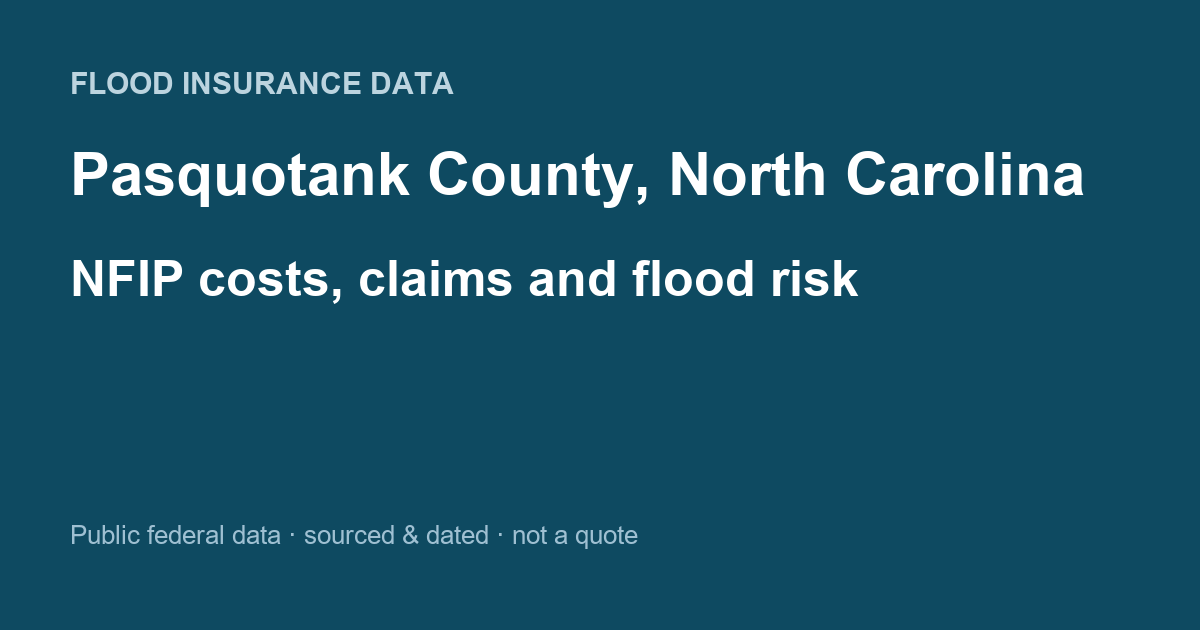 FLOOD INSURANCE DATA
Pasquotank County, North Carolina
NFIP costs, claims and flood risk
Public federal data · sourced & dated · not a quote